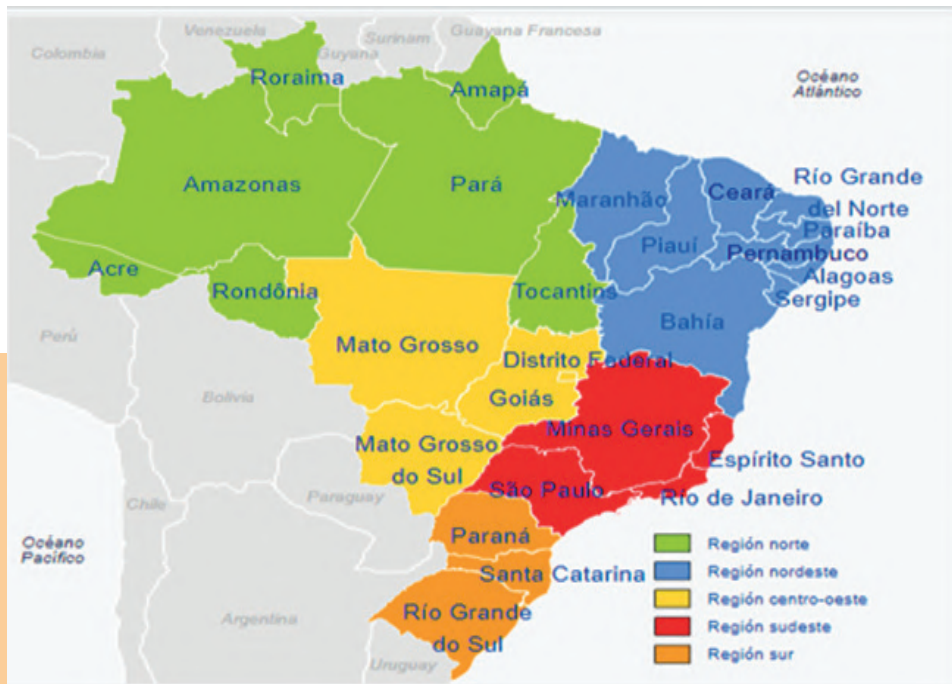 Venezuela
Surinam
Guayana Francesa
Colombia
Guyana
Roraima
Amapá
Océano
Atlántico
Amazonas
Pará
Maranhão
Ceará
Río Grande
del Norte
Paraíba
Piauí
Pernambuco
Alagoas
Sergipe
Acre
Rondônia
Tocantins
Bahía
Perú
Mato Grosso
Distrito Federal
Goiás
Bolivia
Minas Gerais
Mato Grosso
do Sul
Espírito Santo
São Paulo
Río de Janeiro
Paraguay
Chile
Paraná
Océano
Pacífico
Santa Catarina
Río Grande
do Sul
Argentina
Uruguay
Región norte
Región nordeste
Región centro-oeste
Región sudeste
Región sur